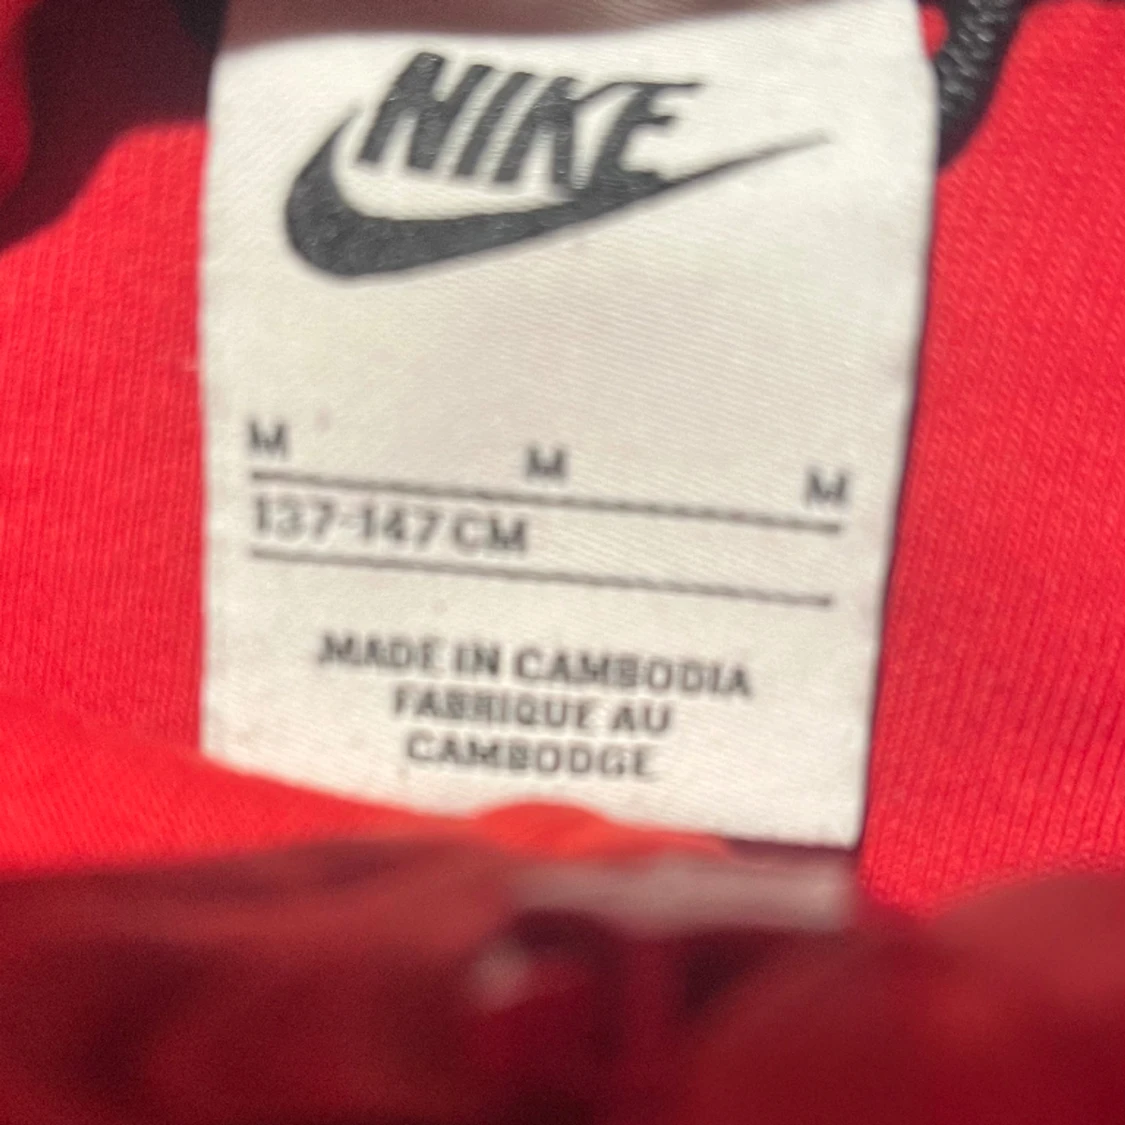 NIKE
M M M
137-147 CM
MADE IN CAMBODIA
FABRIQUE AU
CAMBODGE